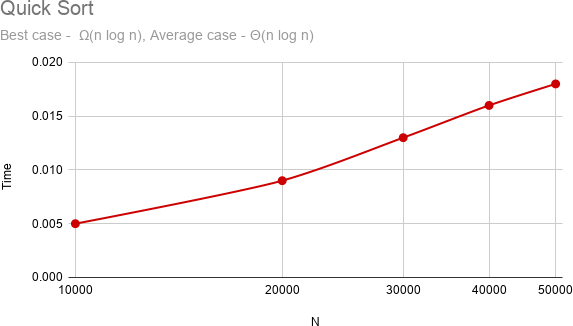 Quick Sort
Best case -  Ω(n log n), Average case - Θ(n log n)
0.020
0.015
0.010
0.005
0.000
Time
10000 20000 30000 40000 50000
N